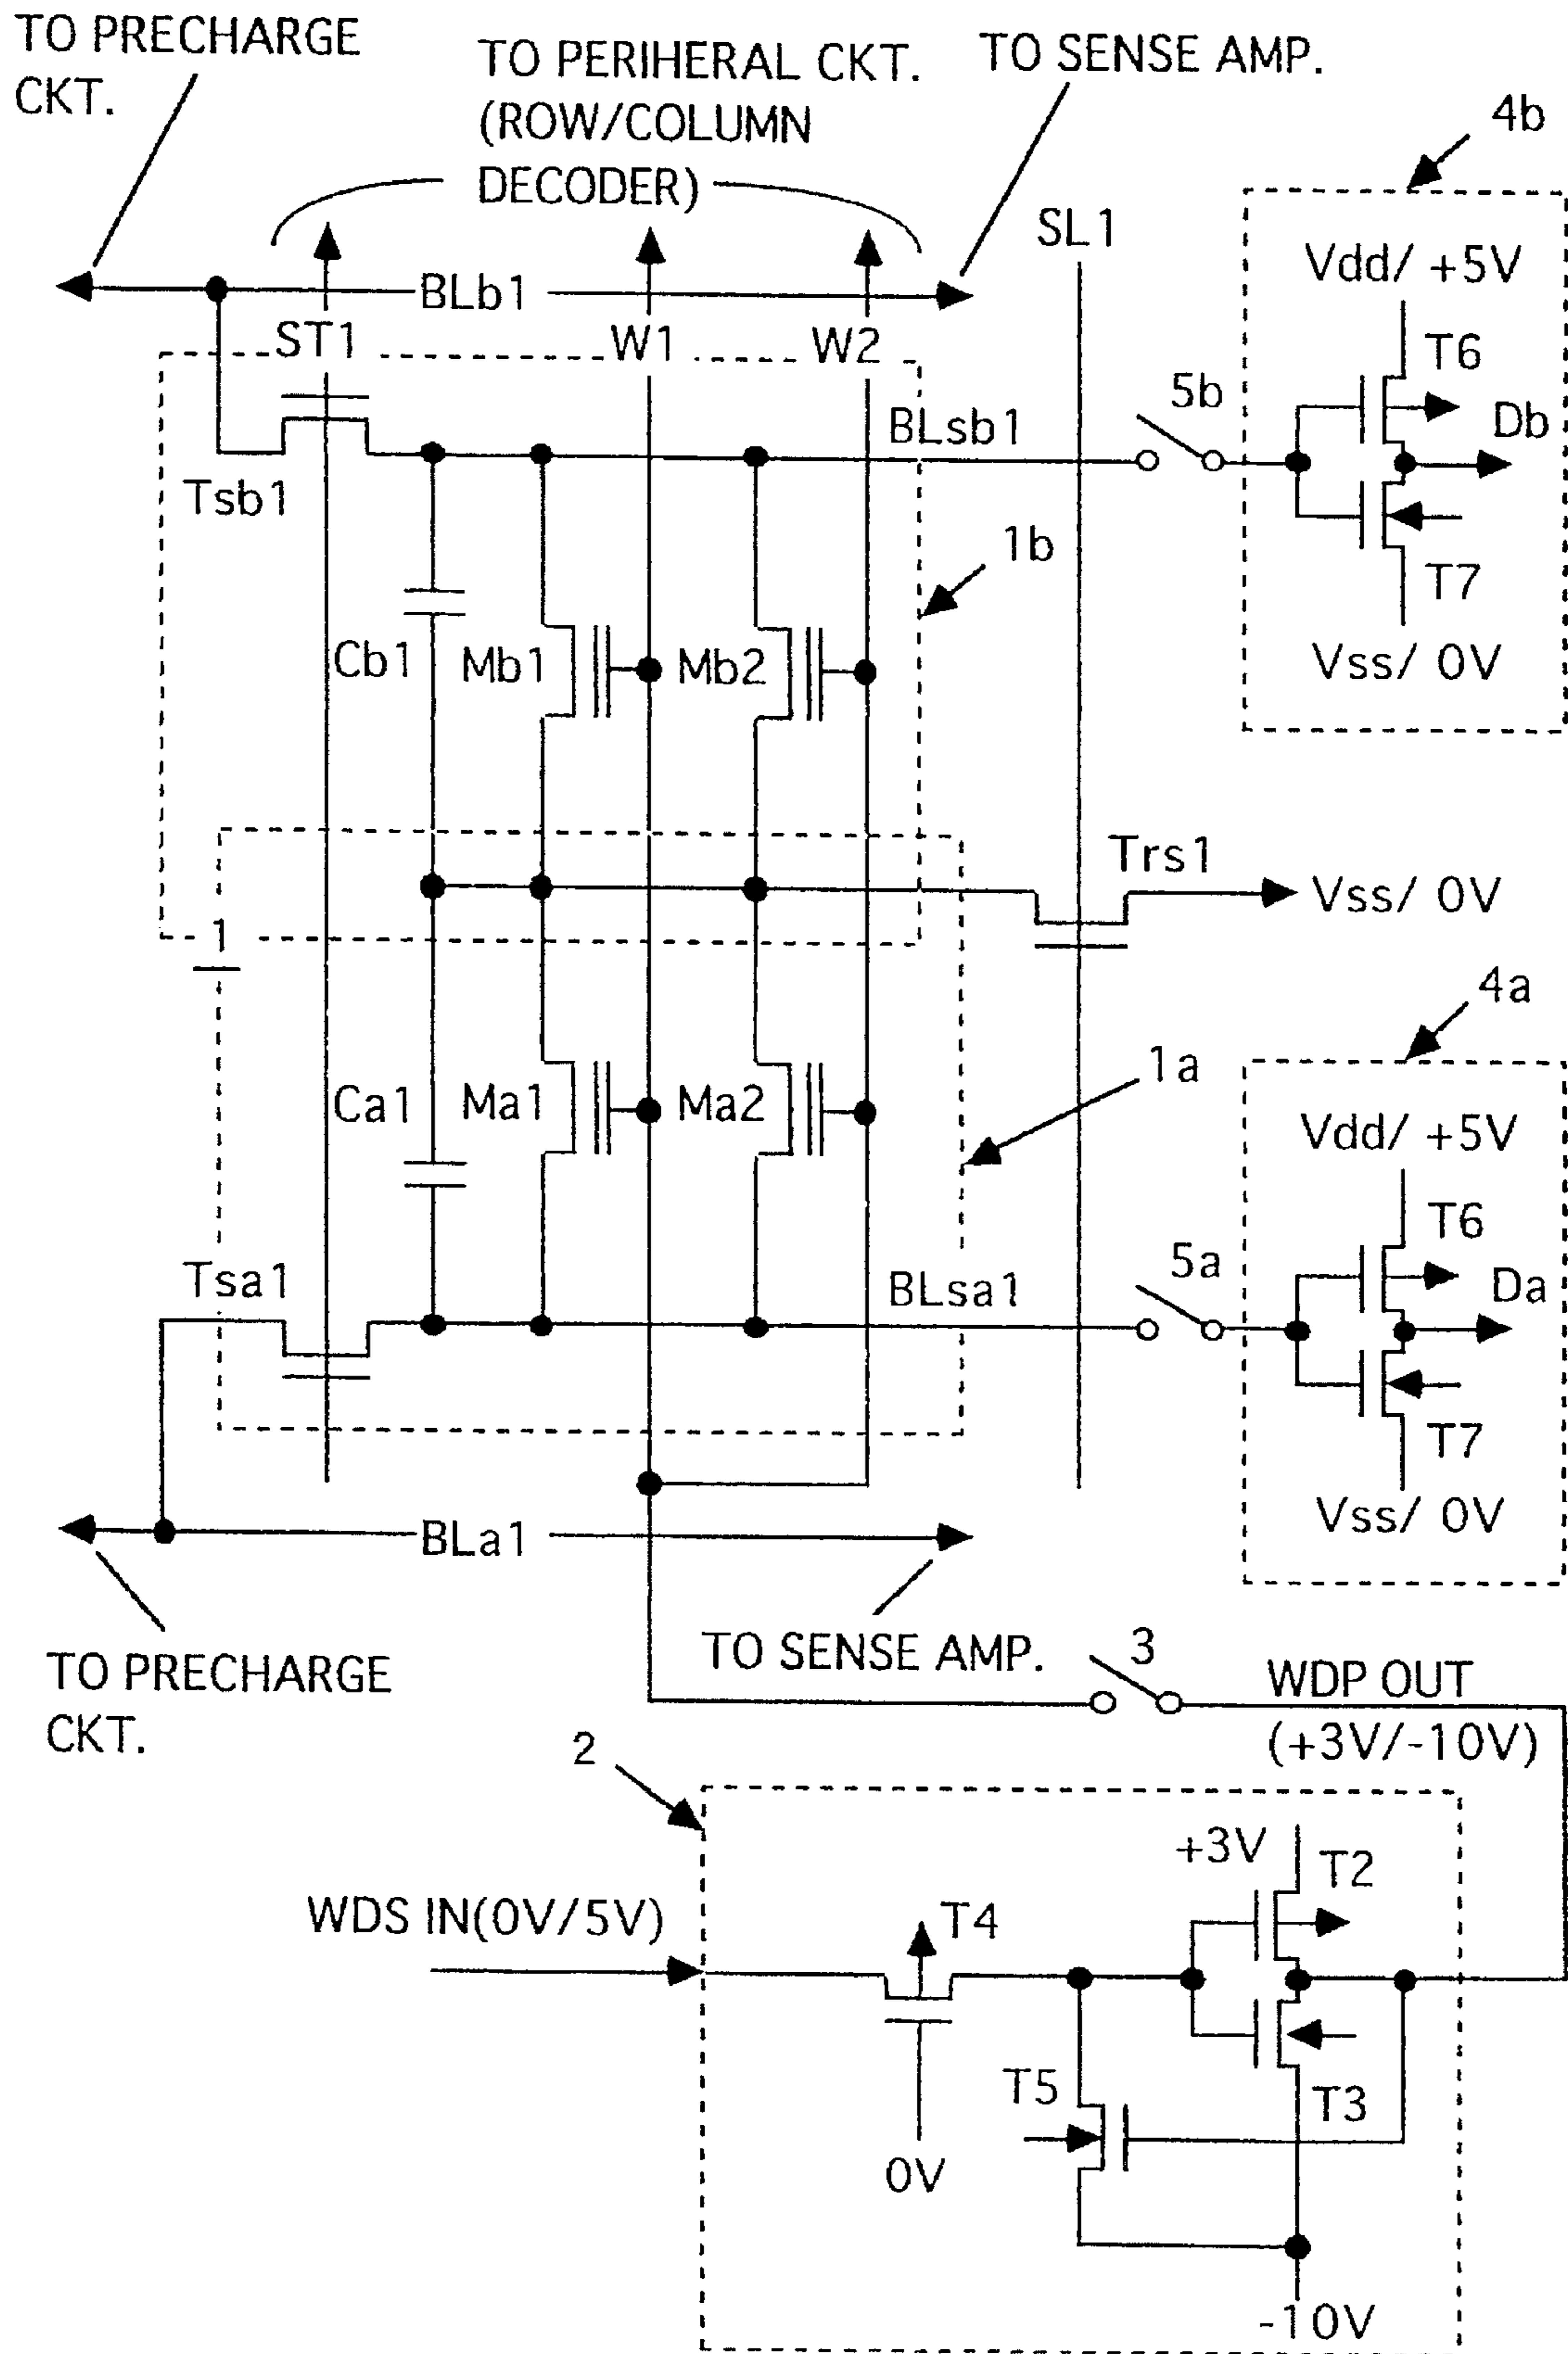 TO PRECHARGE
CKT.
TO PERIHERAL CKT.
(ROW/COLUMN
DECODER)
TO SENSE AMP.
4b
SL1
Vdd/ +5V
BLb1
ST1
W1
W2
T6
5b
Db
BLsb1
Tsb1
1b
T7
Cb1
Mb1
Mb2
Vss/ 0V
Trs1
Vss/ 0V
1
4a
1a
Ca1
Ma1
Ma2
Vdd/ +5V
T6
Tsa1
5a
Da
BLsa1
T7
Vss/ 0V
BLa1
TO PRECHARGE
CKT.
TO SENSE AMP.
3
WDP OUT
(+3V/-10V)
2
+3V
T2
WDS IN(0V/5V)
T4
T5
T3
0V
-10V